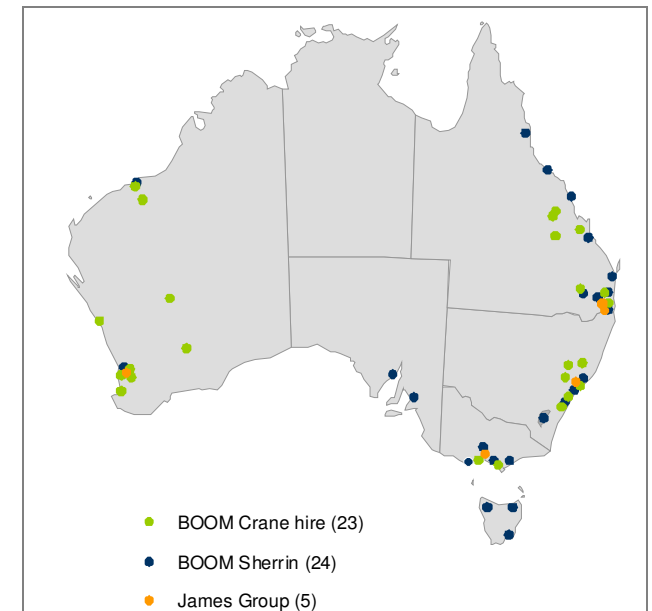 BOOM Crane hire (23)
BOOM Sherrin (24)
James Group (5)